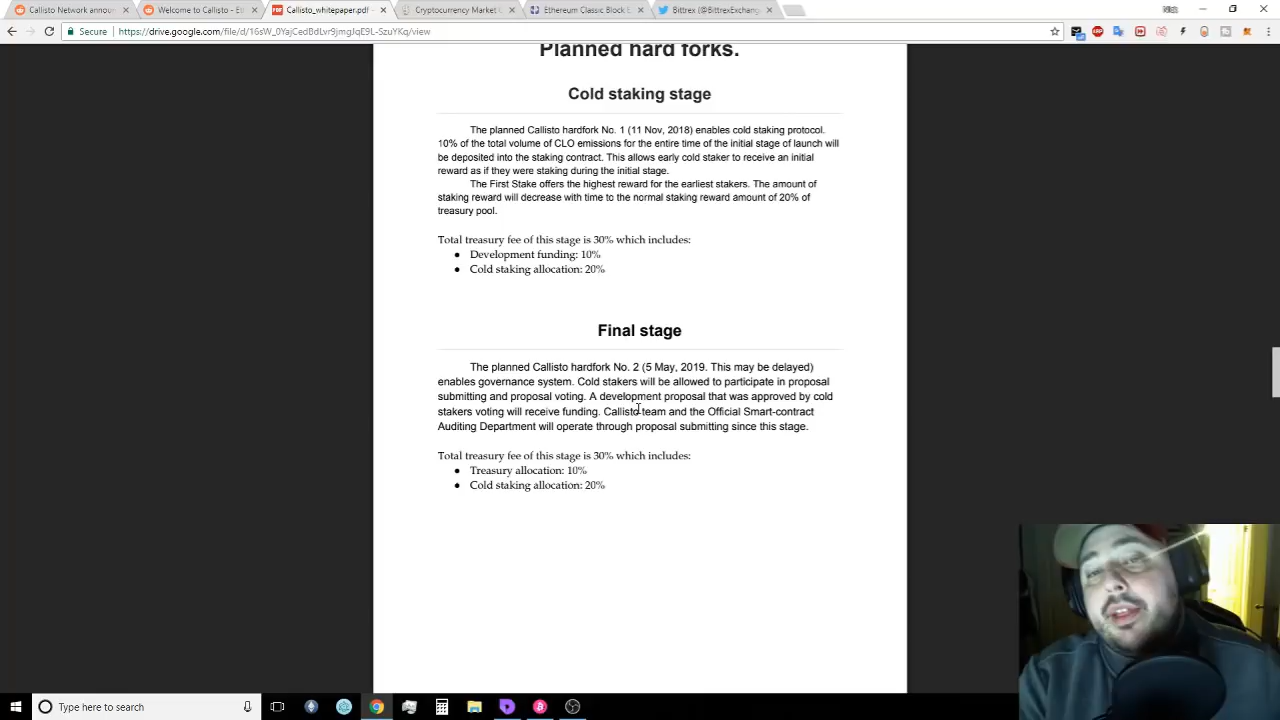 Callisto Network annou
Welcome to Callisto - Et
Callisto_whitepaper.pdf -
Cryptocurrency Market
Ethereum Classic Block E
Bittrex (@BittrexExchang
Secure
https://drive.google.com/file/d/16sW_0YajCedBdLvr9jmgJqE9L-SzuYKq/view
Planned hard forks.
Cold staking stage
The planned Callisto hardfork No. 1 (11 Nov, 2018) enables cold staking protocol.
10% of the total volume of CLO emissions for the entire time of the initial stage of launch will
be deposited into the staking contract. This allows early cold staker to receive an initial
reward as if they were staking during the initial stage.
The First Stake offers the highest reward for the earliest stakers. The amount of
staking reward will decrease with time to the normal staking reward amount of 20% of
treasury pool.
Total treasury fee of this stage is 30% which includes:
● Development funding: 10%
● Cold staking allocation: 20%
Final stage
The planned Callisto hardfork No. 2 (5 May, 2019. This may be delayed)
enables governance system. Cold stakers will be allowed to participate in proposal
submitting and proposal voting. A development proposal that was approved by cold
stakers voting will receive funding. Callisto team and the Official Smart-contract
Auditing Department will operate through proposal submitting since this stage.
Total treasury fee of this stage is 30% which includes:
● Treasury allocation: 10%
● Cold staking allocation: 20%
Type here to search